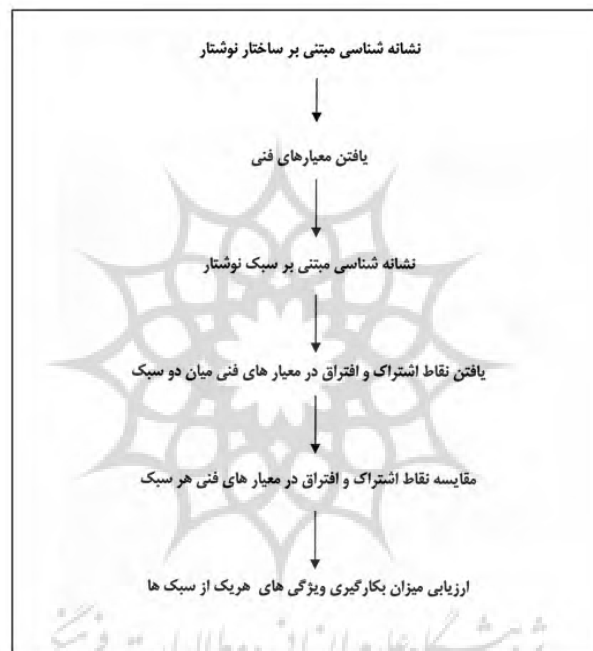 نشانه شناسی مبتنی بر ساختار نوشتار
یافتن معیارهای فنی
نشانه شناسی مبتنی بر سبک نوشتار
یافتن نقاط اشتراک و افتراق در معیار های فنی میان دو سبک
مقایسه نقاط اشتراک و افتراق در معیار های فنی هر سبک
ارزیابی میزان بکارگیری ویژگی های هریک از سبک ها